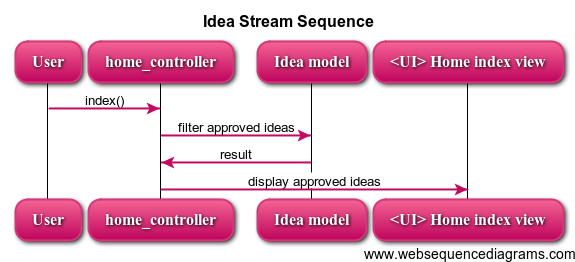 Idea Stream Sequence
User home_controller Idea model <UI> Home index view
index()
filter approved ideas
result
display approved ideas
User home_controller Idea model <UI> Home index view
www.websequencediagrams.com